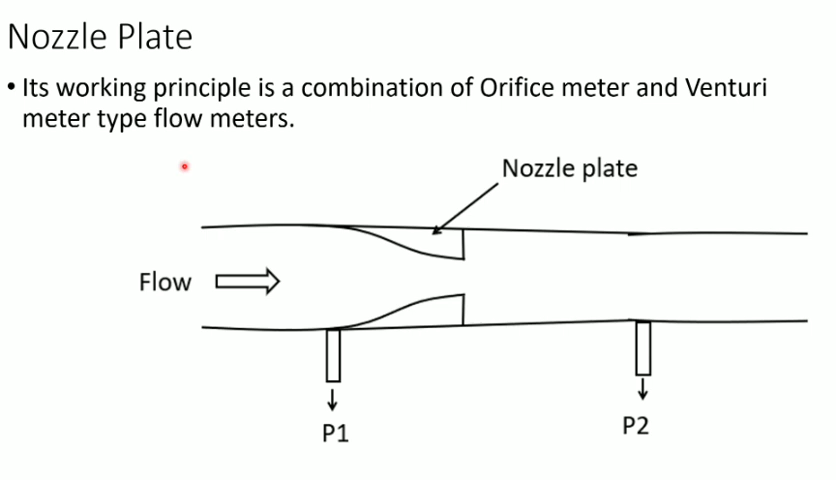 Nozzle Plate
• Its working principle is a combination of Orifice meter and Venturi
meter type flow meters.
Nozzle plate
Flow
P1
P2